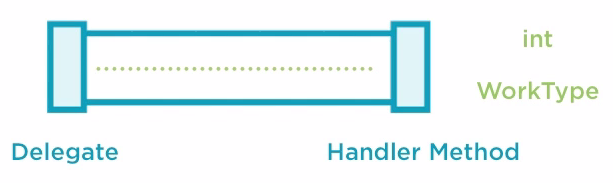 int
WorkType
Delegate
Handler Method